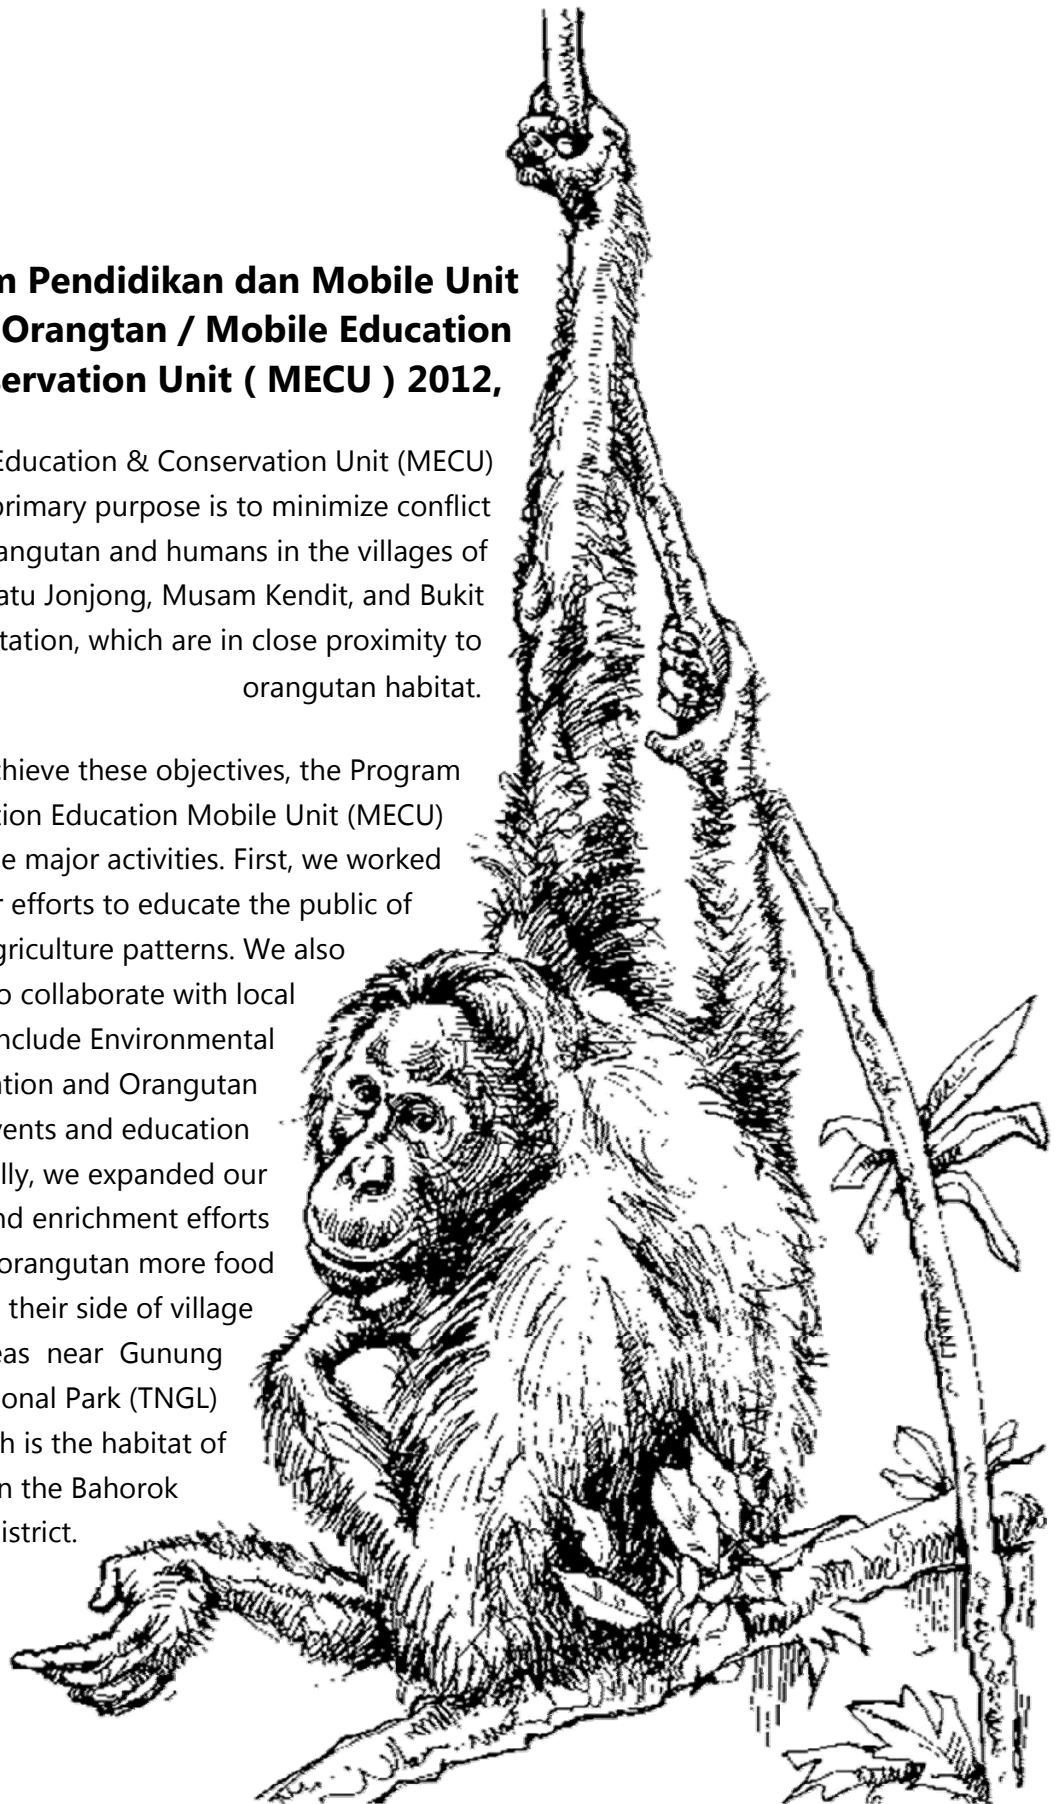 m Pendidikan dan Mobile Unit
Orangtan / Mobile Education
servation Unit ( MECU ) 2012,
Education & Conservation Unit (MECU)
primary purpose is to minimize conflict
angutan and humans in the villages of
atu Jonjong, Musam Kendit, and Bukit
tation, which are in close proximity to
orangutan habitat.
chieve these objectives, the Program
tion Education Mobile Unit (MECU)
e major activities. First, we worked
r efforts to educate the public of
griculture patterns. We also
o collaborate with local
nclude Environmental
ation and Orangutan
vents and education
lly, we expanded our
nd enrichment efforts
orangutan more food
their side of village
eas near Gunung
onal Park (TNGL)
h is the habitat of
n the Bahorok
istrict.